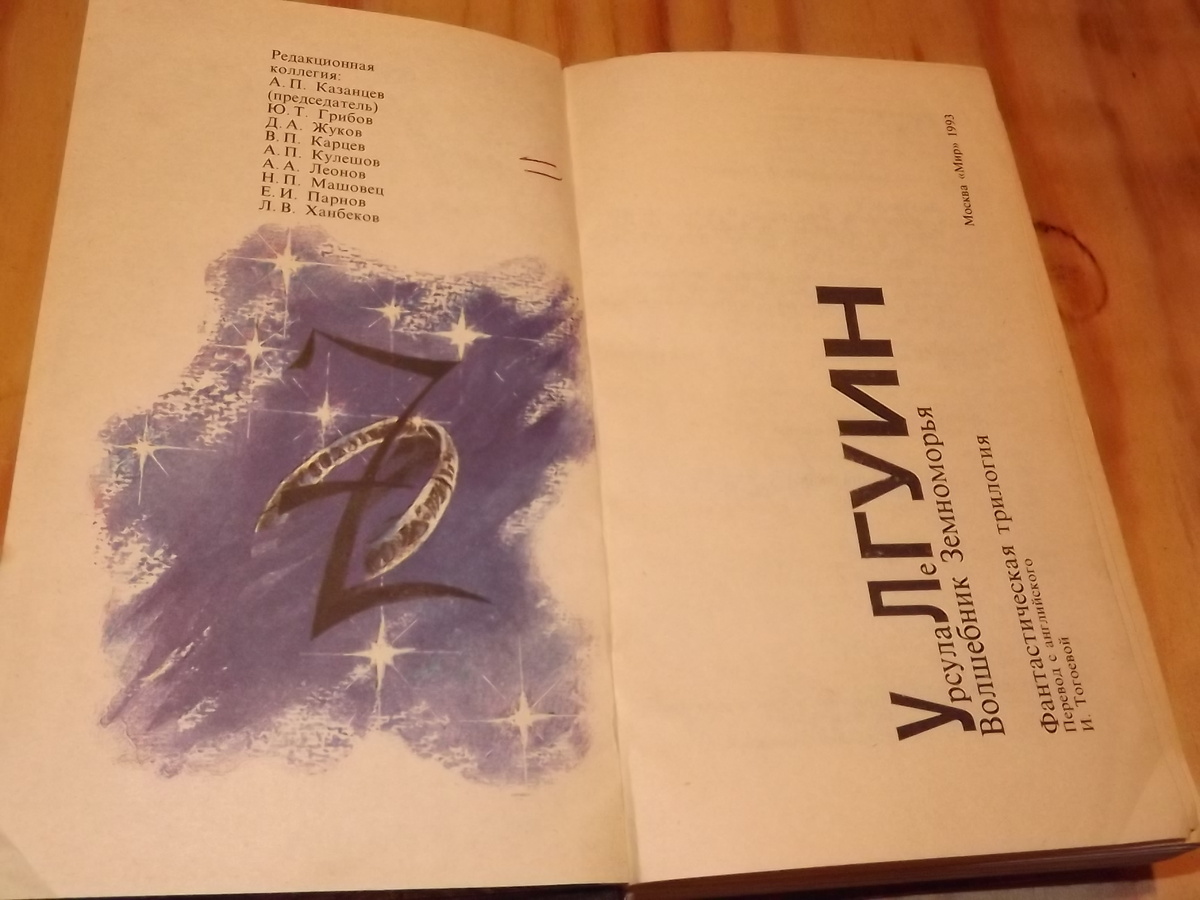 Редакционная
коллегия:
А. П. Казанцев
(председатель)
Ю. Т. Грибов
Д. А. Жуков
В. П. Карцев
А. П. Кулешов
А. А. Леонов
Н. П. Машовец
Е. И. Парнов
Л. В. Ханбеков
Урсула Ле ГУИН
Волшебник Земноморья
Фантастическая трилогия
Перевод с английского
И. Тогоевой
Москва «Мир» 1993